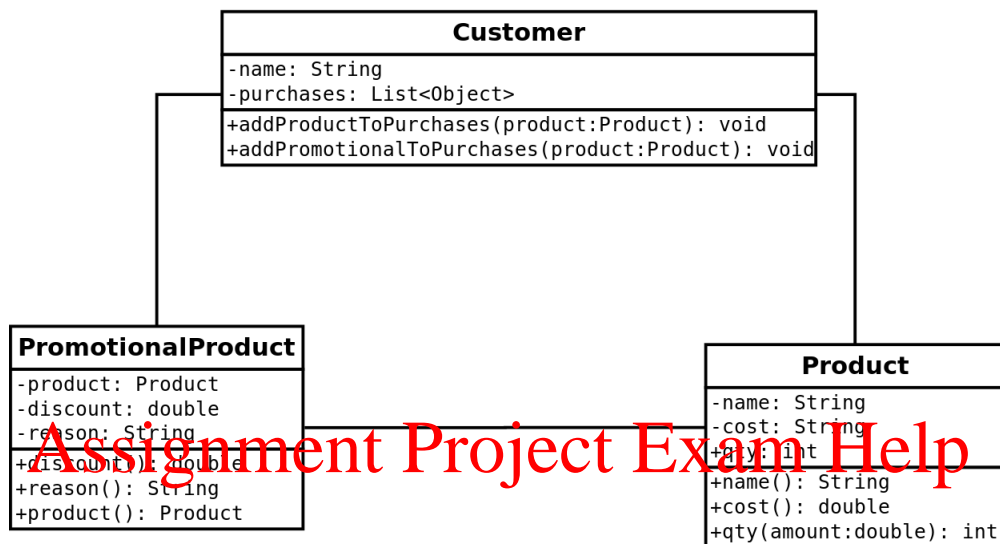 Customer
-name: String
-purchases: List<Object>
+addProductToPurchases(product:Product): void
+addPromotionalToPurchases(product:Product): void
PromotionalProduct
-product: Product
-discount: double
-reason: String
+discount(): double
+reason(): String
+product(): Product
Product
-name: String
-cost: String
+qty: int
+name(): String
+cost(): double
+qty(amount:double): int
Assignment Project Exam Help